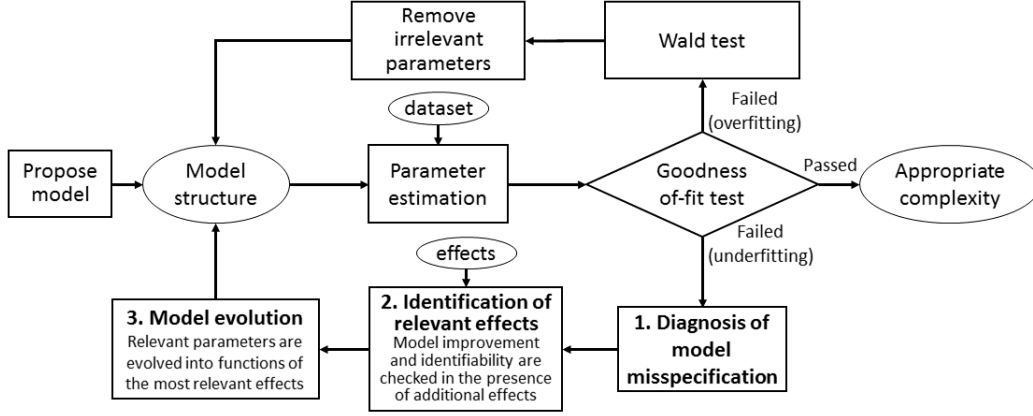 Remove
irrelevant
parameters
Wald test
Failed
(overfitting)
dataset
Propose
model
Model
structure
Parameter
estimation
Goodness
of-fit test
Passed
Appropriate
complexity
Failed
(underfitting)
effects
3. Model evolution
Relevant parameters are
evolved into functions of
the most relevant effects
2. Identification of
relevant effects
Model improvement
and identifiability are
checked in the presence
of additional effects
1. Diagnosis of
model
misspecification